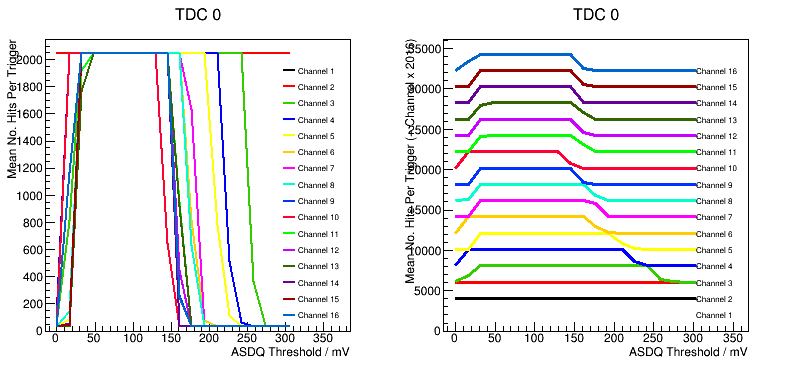 TDC 0
Mean No. Hits Per Trigger
2000
1800
1600
1400
1200
1000
800
600
400
200
0
0 50 100 150 200 250 300 350
ASDQ Threshold / mV
Channel 1
Channel 2
Channel 3
Channel 4
Channel 5
Channel 6
Channel 7
Channel 8
Channel 9
Channel 10
Channel 11
Channel 12
Channel 13
Channel 14
Channel 15
Channel 16
TDC 0
Mean No. Hits Per Trigger (+ Channel x 2016)
35000
30000
25000
20000
15000
10000
5000
0
0 50 100 150 200 250 300 350
ASDQ Threshold / mV
Channel 16
Channel 15
Channel 14
Channel 13
Channel 12
Channel 11
Channel 10
Channel 9
Channel 8
Channel 7
Channel 6
Channel 5
Channel 4
Channel 3
Channel 2
Channel 1